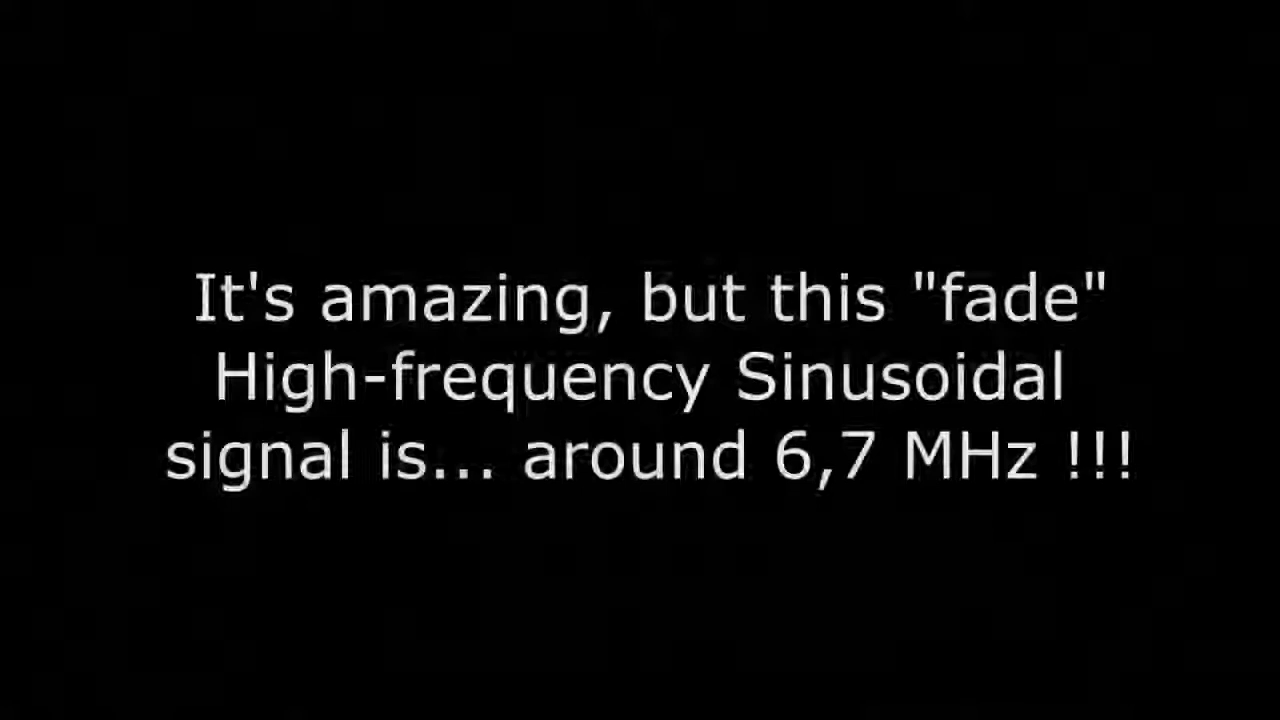 It's amazing, but this "fade"
High-frequency Sinusoidal
signal is... around 6,7 MHz !!!